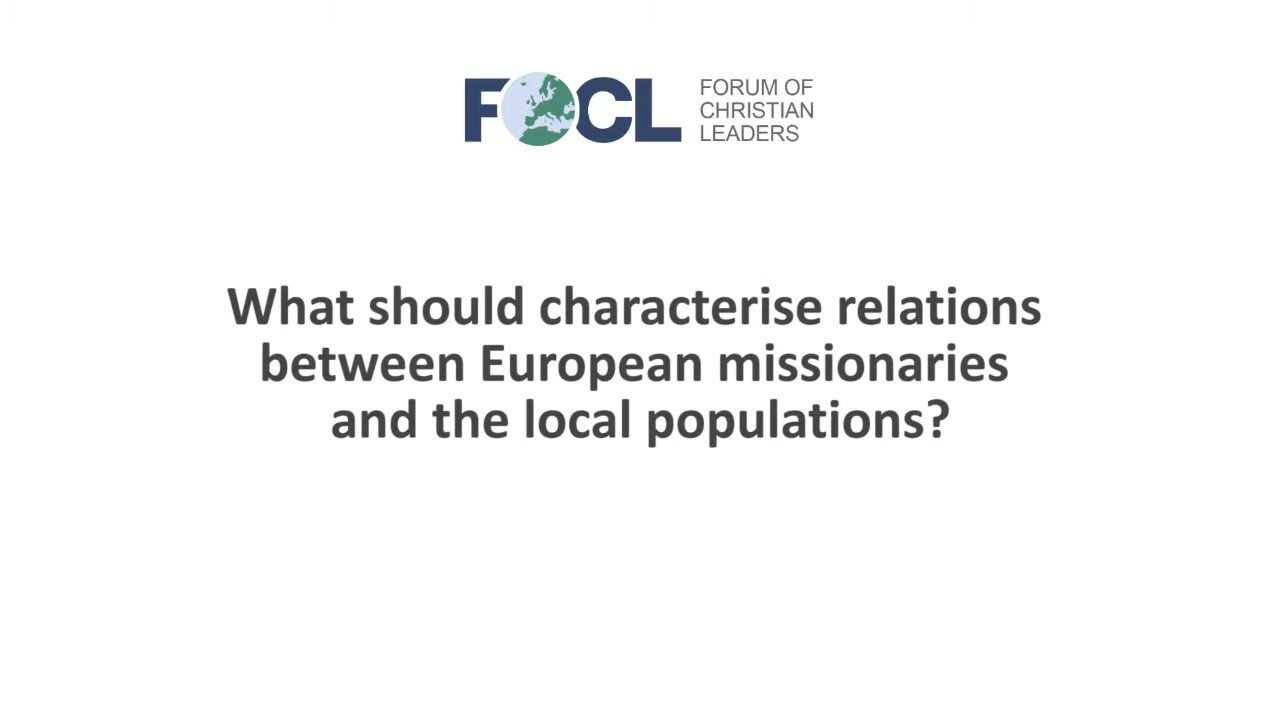 FOCL
FORUM OF
CHRISTIAN
LEADERS
What should characterise relations
between European missionaries
and the local populations?